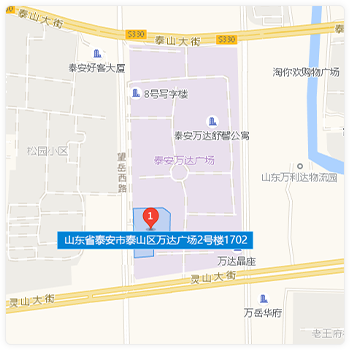 S330
泰山大街
S330
泰山大街
泰安好客大厦
淘你欢购物广场
8号写字楼
泰安万达舒馨公寓
松园小区
望岳西路
泰安万达广场
山东万利达物流园
1
山东省泰安市泰山区万达广场2号楼1702
万达晶座
灵山大街
灵山大街
万岳华府
老王府